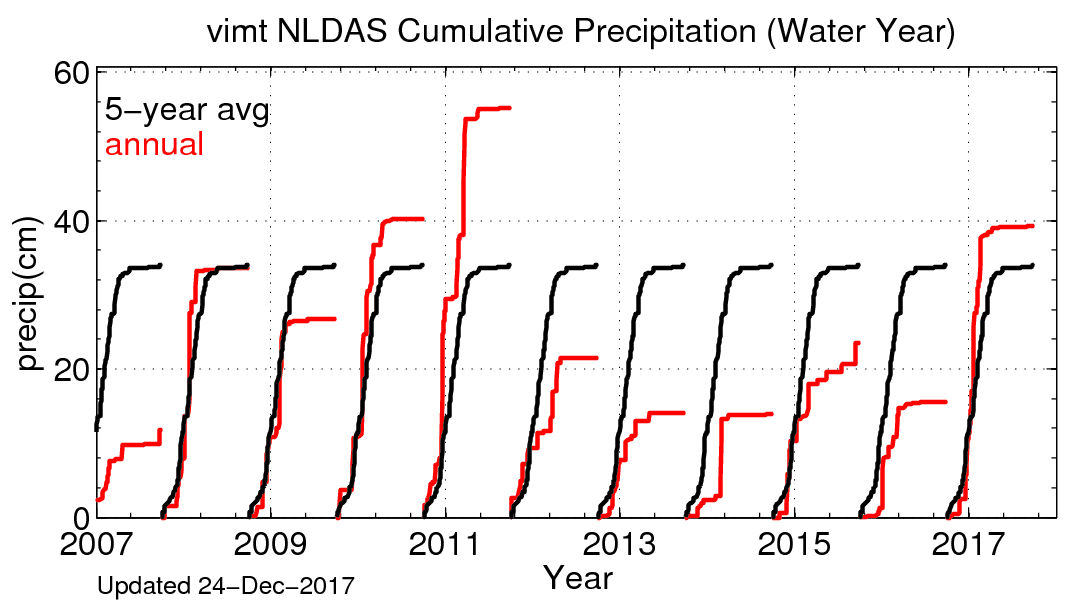 vimt NLDAS Cumulative Precipitation (Water Year)
60
5−year avg
annual
40
precip(cm)
20
0
2007 2009 2011 2013 2015 2017
Year
Updated 24−Dec−2017